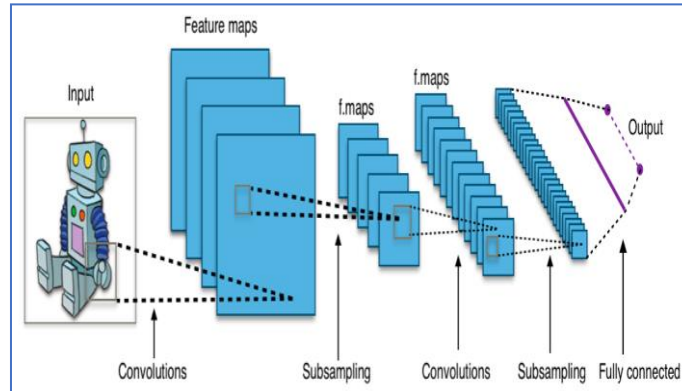 Feature maps
f.maps
Input
f.maps
Output
Convolutions
Subsampling
Convolutions
Subsampling
Fully connected